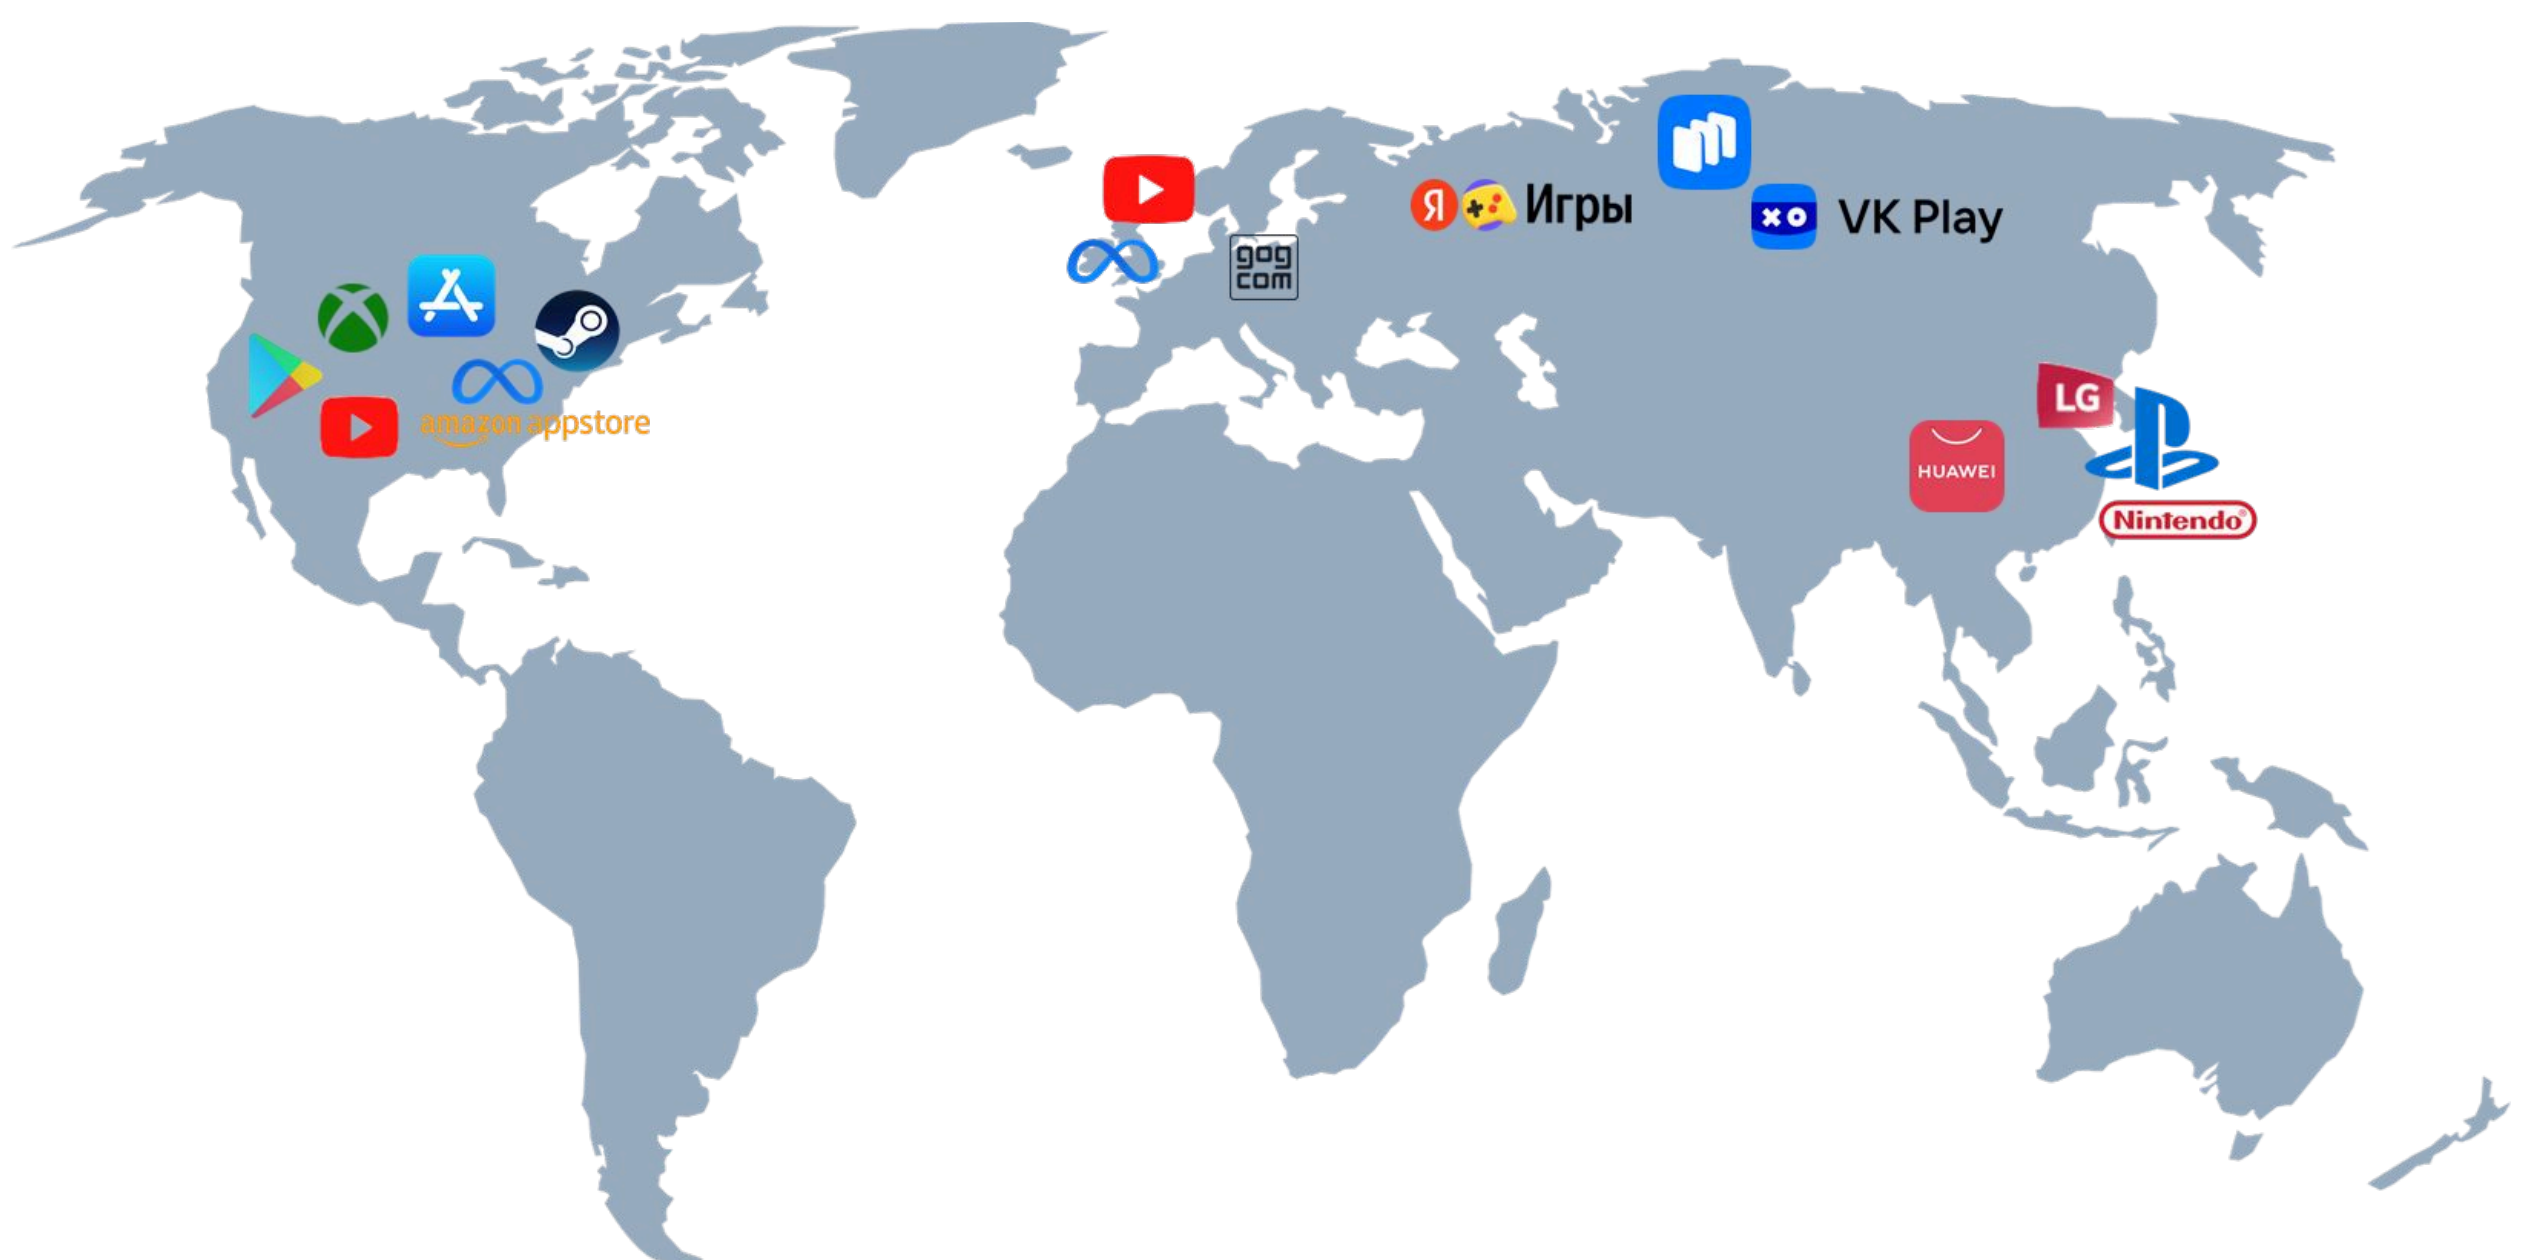 amazon appstore
gog
com
Я Игры
VK Play
LG
HUAWEI
Nintendo®